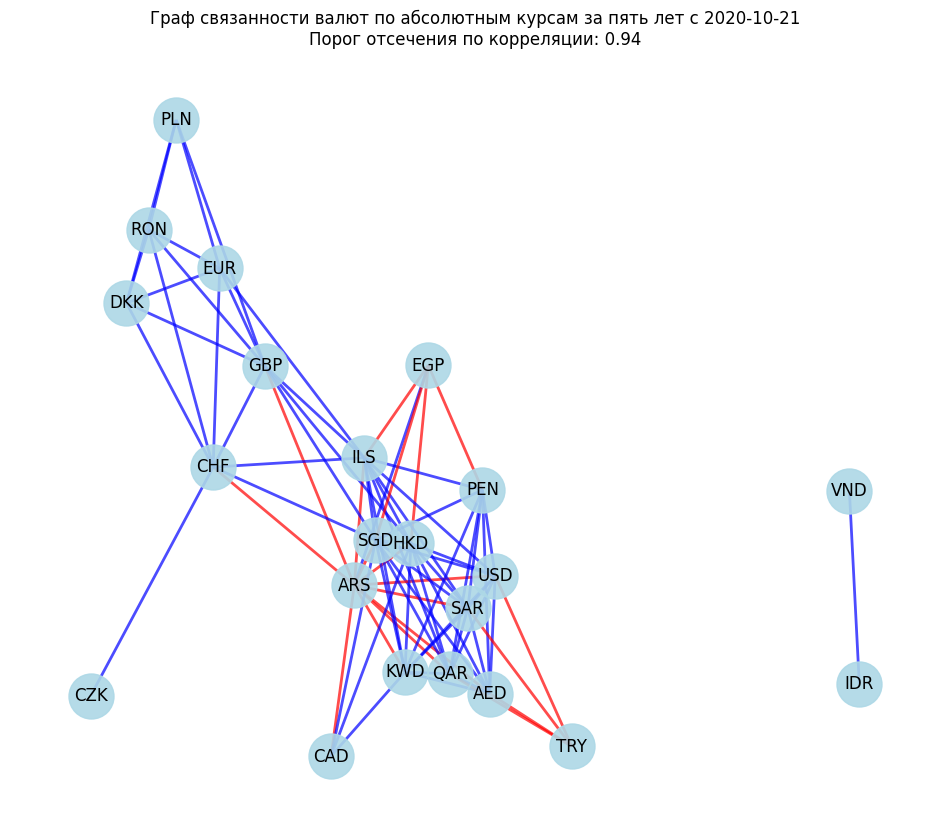 Граф связанности валют по абсолютным курсам за пять лет с 2020-10-21
Порог отсечения по корреляции: 0.94
PLN
RON
EUR
DKK
GBP
EGP
ILS
CHF
PEN
VND
SGD
HKD
USD
ARS
SAR
KWD
QAR
IDR
AED
CZK
TRY
CAD